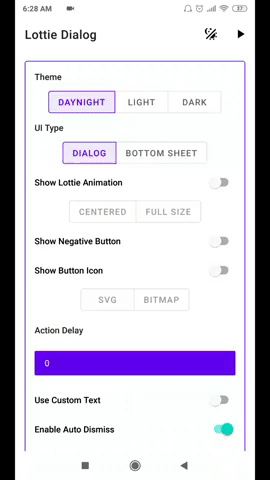 6:28 AM
37
Lottie Dialog
Theme
DAYNIGHT LIGHT DARK
UI Type
DIALOG BOTTOM SHEET
Show Lottie Animation
CENTERED FULL SIZE
Show Negative Button
Show Button Icon
SVG BITMAP
Action Delay
0
Use Custom Text
Enable Auto Dismiss